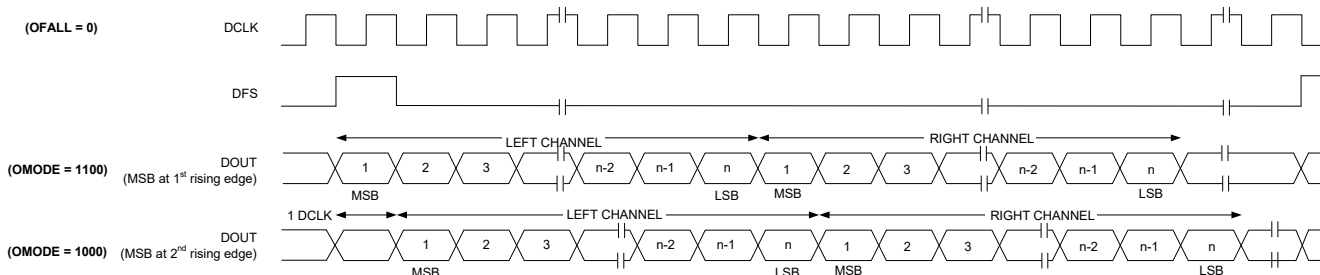 (OFALL = 0) DCLK
DFS
LEFT CHANNEL RIGHT CHANNEL
(OMODE = 1100) DOUT 1 2 3 n-2 n-1 n 1 2 3 n-2 n-1 n
(MSB at 1st rising edge)
MSB LSB MSB LSB
1 DCLK LEFT CHANNEL RIGHT CHANNEL
(OMODE = 1000) DOUT 1 2 3 n-2 n-1 n 1 2 3 n-2 n-1 n
(MSB at 2nd rising edge)
MSB LSB MSB LSB